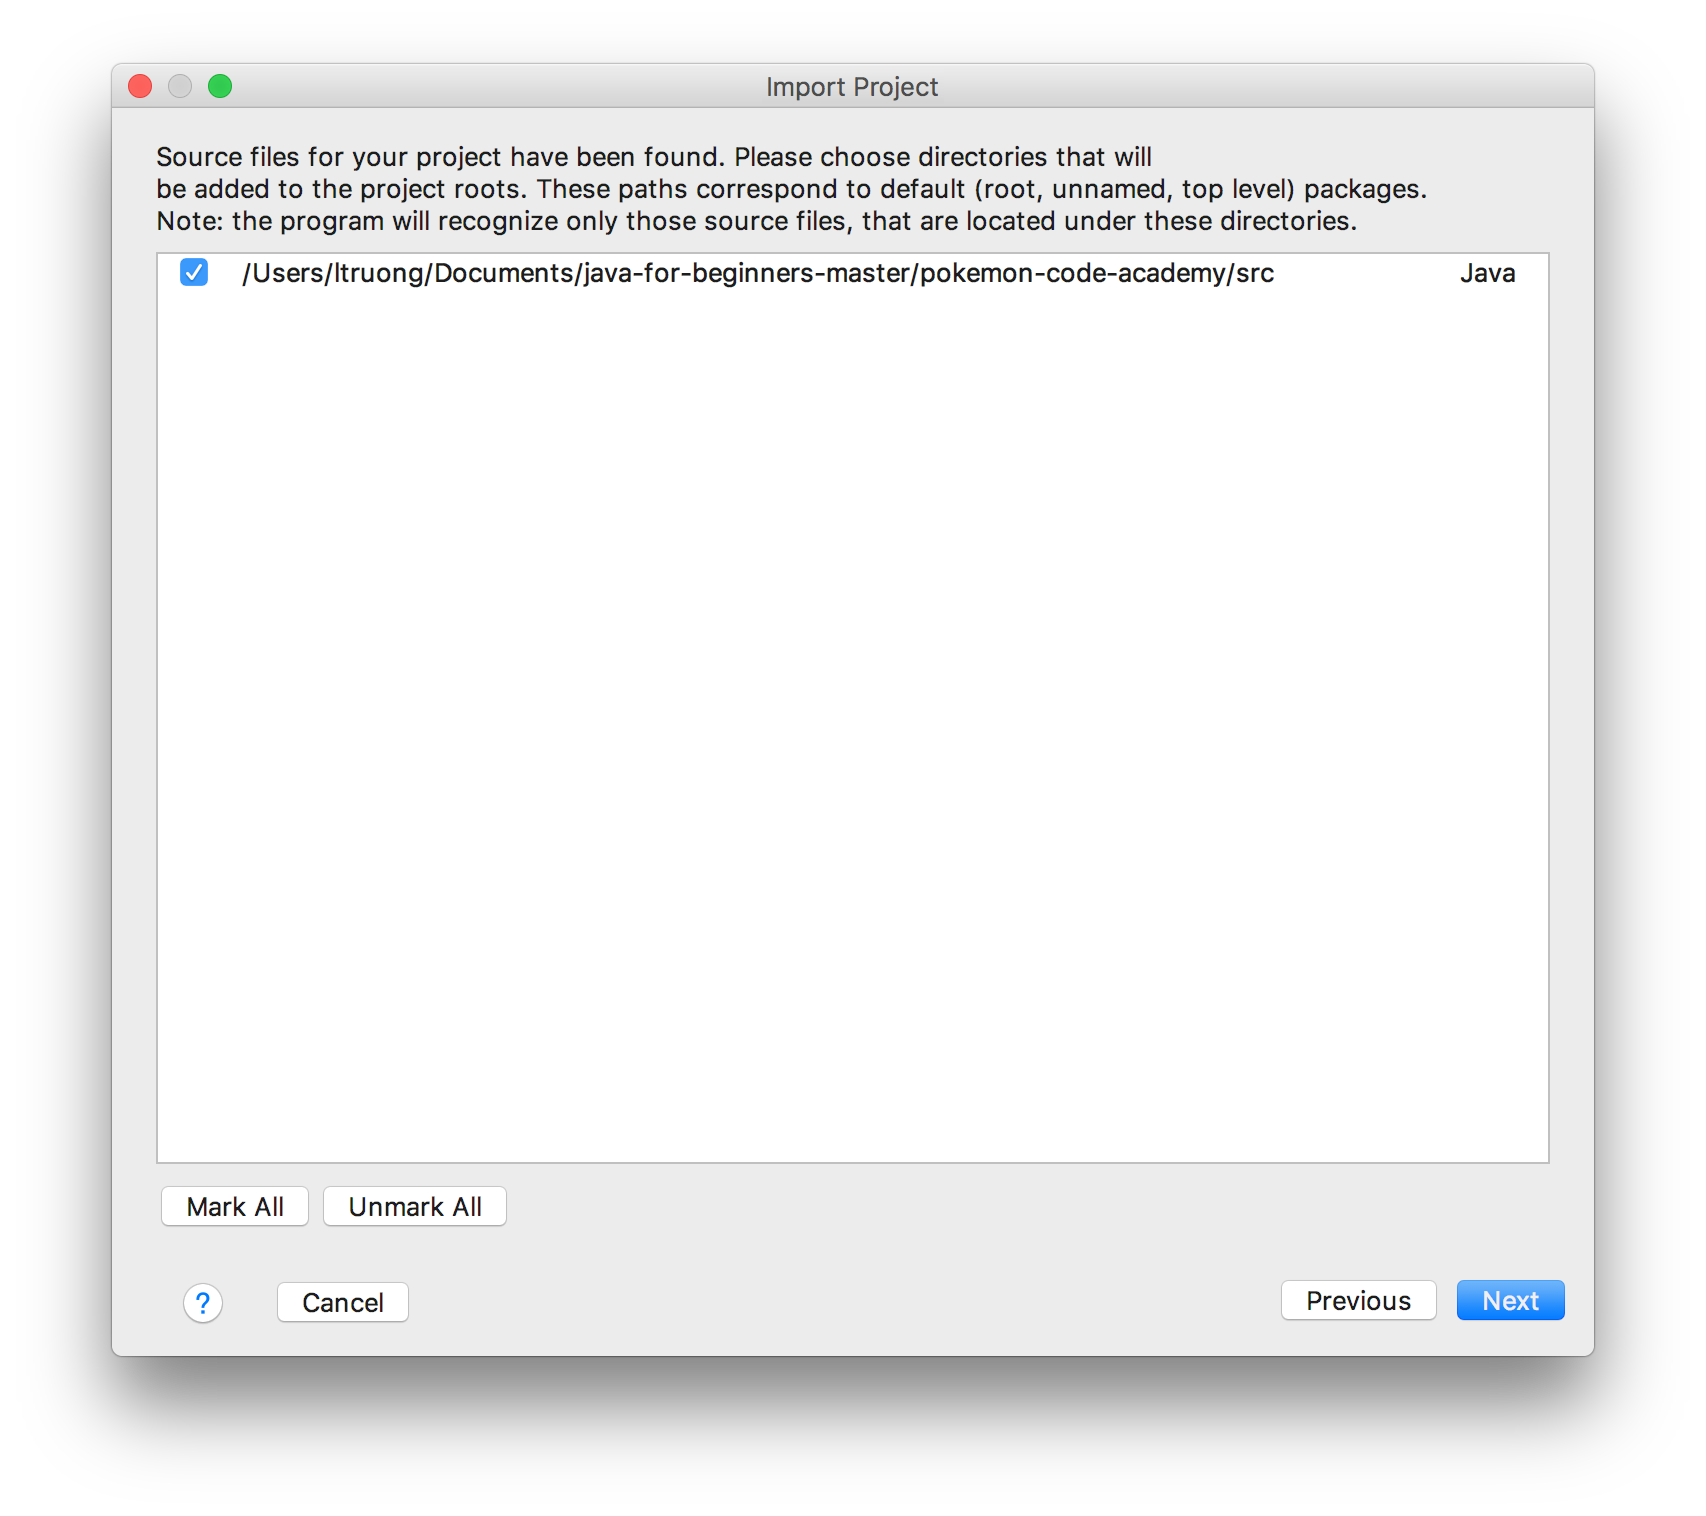 Import Project
Source files for your project have been found. Please choose directories that will
be added to the project roots. These paths correspond to default (root, unnamed, top level) packages.
Note: the program will recognize only those source files, that are located under these directories.
/Users/ltruong/Documents/java-for-beginners-master/pokemon-code-academy/src Java
Mark All Unmark All
? Cancel Previous Next